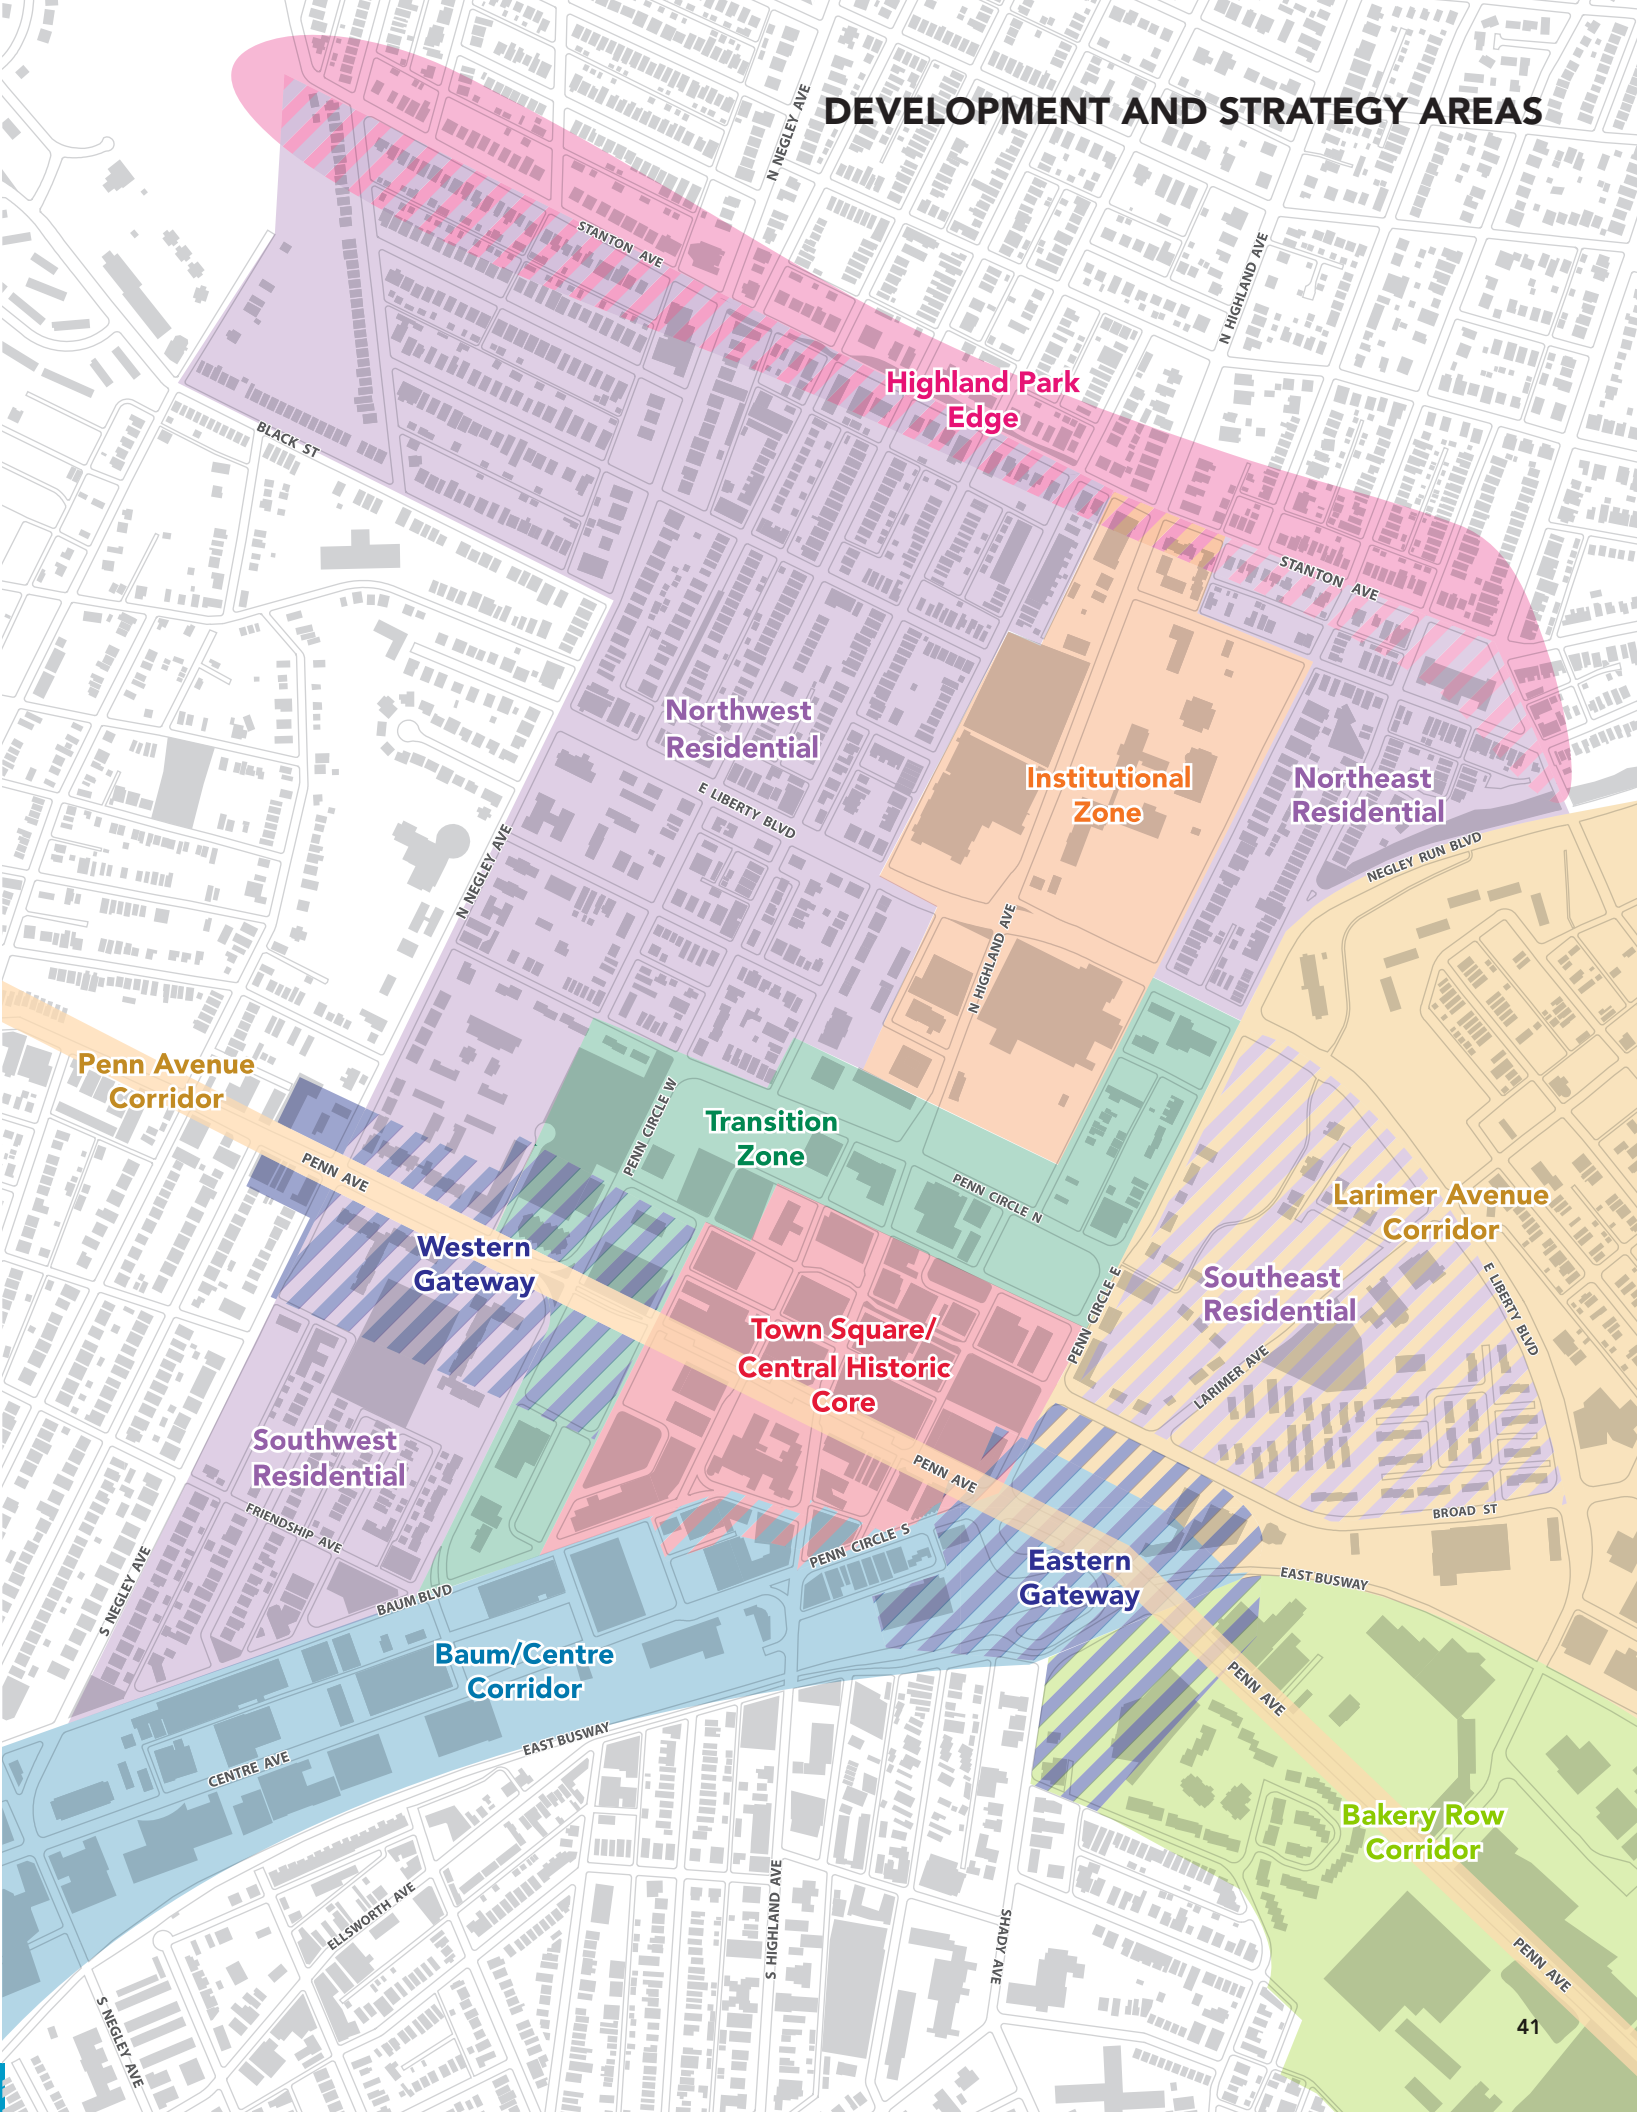 DEVELOPMENT AND STRATEGY AREAS
N NEGLEY AVE
STANTON AVE
N HIGHLAND AVE
Highland Park
Edge
BLACK ST
STANTON AVE
Northwest
Residential
E LIBERTY BLVD
Institutional
Zone
Northeast
Residential
NEGLEY RUN BLVD
N NEGLEY AVE
N HIGHLAND AVE
Penn Avenue
Corridor
PENN AVE
PENN CIRCLE W
Transition
Zone
PENN CIRCLE N
Larimer Avenue
Corridor
Western
Gateway
Southeast
Residential
E LIBERTY BLVD
PENN CIRCLE E
LARIMER AVE
Town Square/
Central Historic
Core
Southwest
Residential
PENN AVE
BROAD ST
FRIENDSHIP AVE
PENN CIRCLE S
Eastern
Gateway
EAST BUSWAY
S NEGLEY AVE
BAUM BLVD
Baum/Centre
Corridor
PENN AVE
EAST BUSWAY
CENTRE AVE
Bakery Row
Corridor
ELLSWORTH AVE
S HIGHLAND AVE
SHADY AVE
PENN AVE
S NEGLEY AVE
41